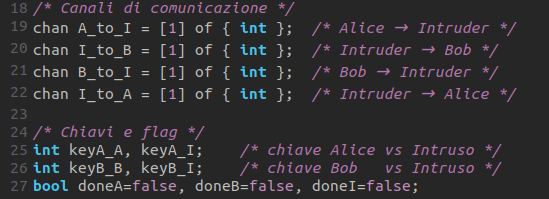 18 /* Canali di comunicazione */
19 chan A_to_I = [1] of { int };  /* Alice → Intruder */
20 chan I_to_B = [1] of { int };  /* Intruder → Bob */
21 chan B_to_I = [1] of { int };  /* Bob → Intruder */
22 chan I_to_A = [1] of { int };  /* Intruder → Alice */
23
24 /* Chiavi e flag */
25 int keyA_A, keyA_I;    /* chiave Alice vs Intruso */
26 int keyB_B, keyB_I;    /* chiave Bob   vs Intruso */
27 bool doneA=false, doneB=false, doneI=false;